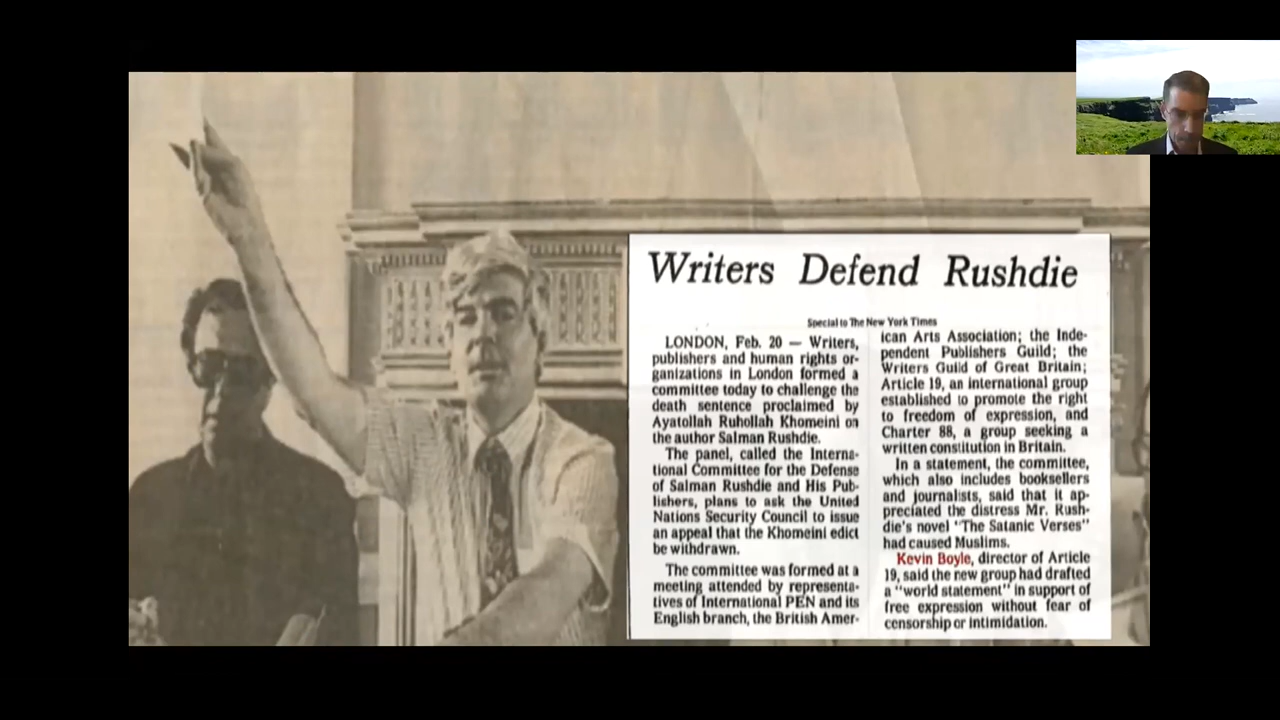 Writers Defend Rushdie
Special to The New York Times
LONDON, Feb. 20 — Writers,
publishers and human rights or-
ganizations in London formed a
committee today to challenge the
death sentence proclaimed by
Ayatollah Ruhollah Khomeini on
the author Salman Rushdie.
The panel, called the Interna-
tional Committee for the Defense
of Salman Rushdie and His Pub-
lishers, plans to ask the United
Nations Security Council to issue
an appeal that the Khomeini edict
be withdrawn.
The committee was formed at a
meeting attended by representa-
tives of International PEN and its
English branch, the British Amer-
ican Arts Association; the Inde-
pendent Publishers Guild; the
Writers Guild of Great Britain;
Article 19, an international group
established to promote the right
to freedom of expression, and
Charter 88, a group seeking a
written constitution in Britain.
In a statement, the committee,
which also includes booksellers
and journalists, said that it ap-
preciated the distress Mr. Rush-
die's novel "The Satanic Verses"
had caused Muslims.
Kevin Boyle, director of Article
19, said the new group had drafted
a "world statement" in support of
free expression without fear of
censorship or intimidation.